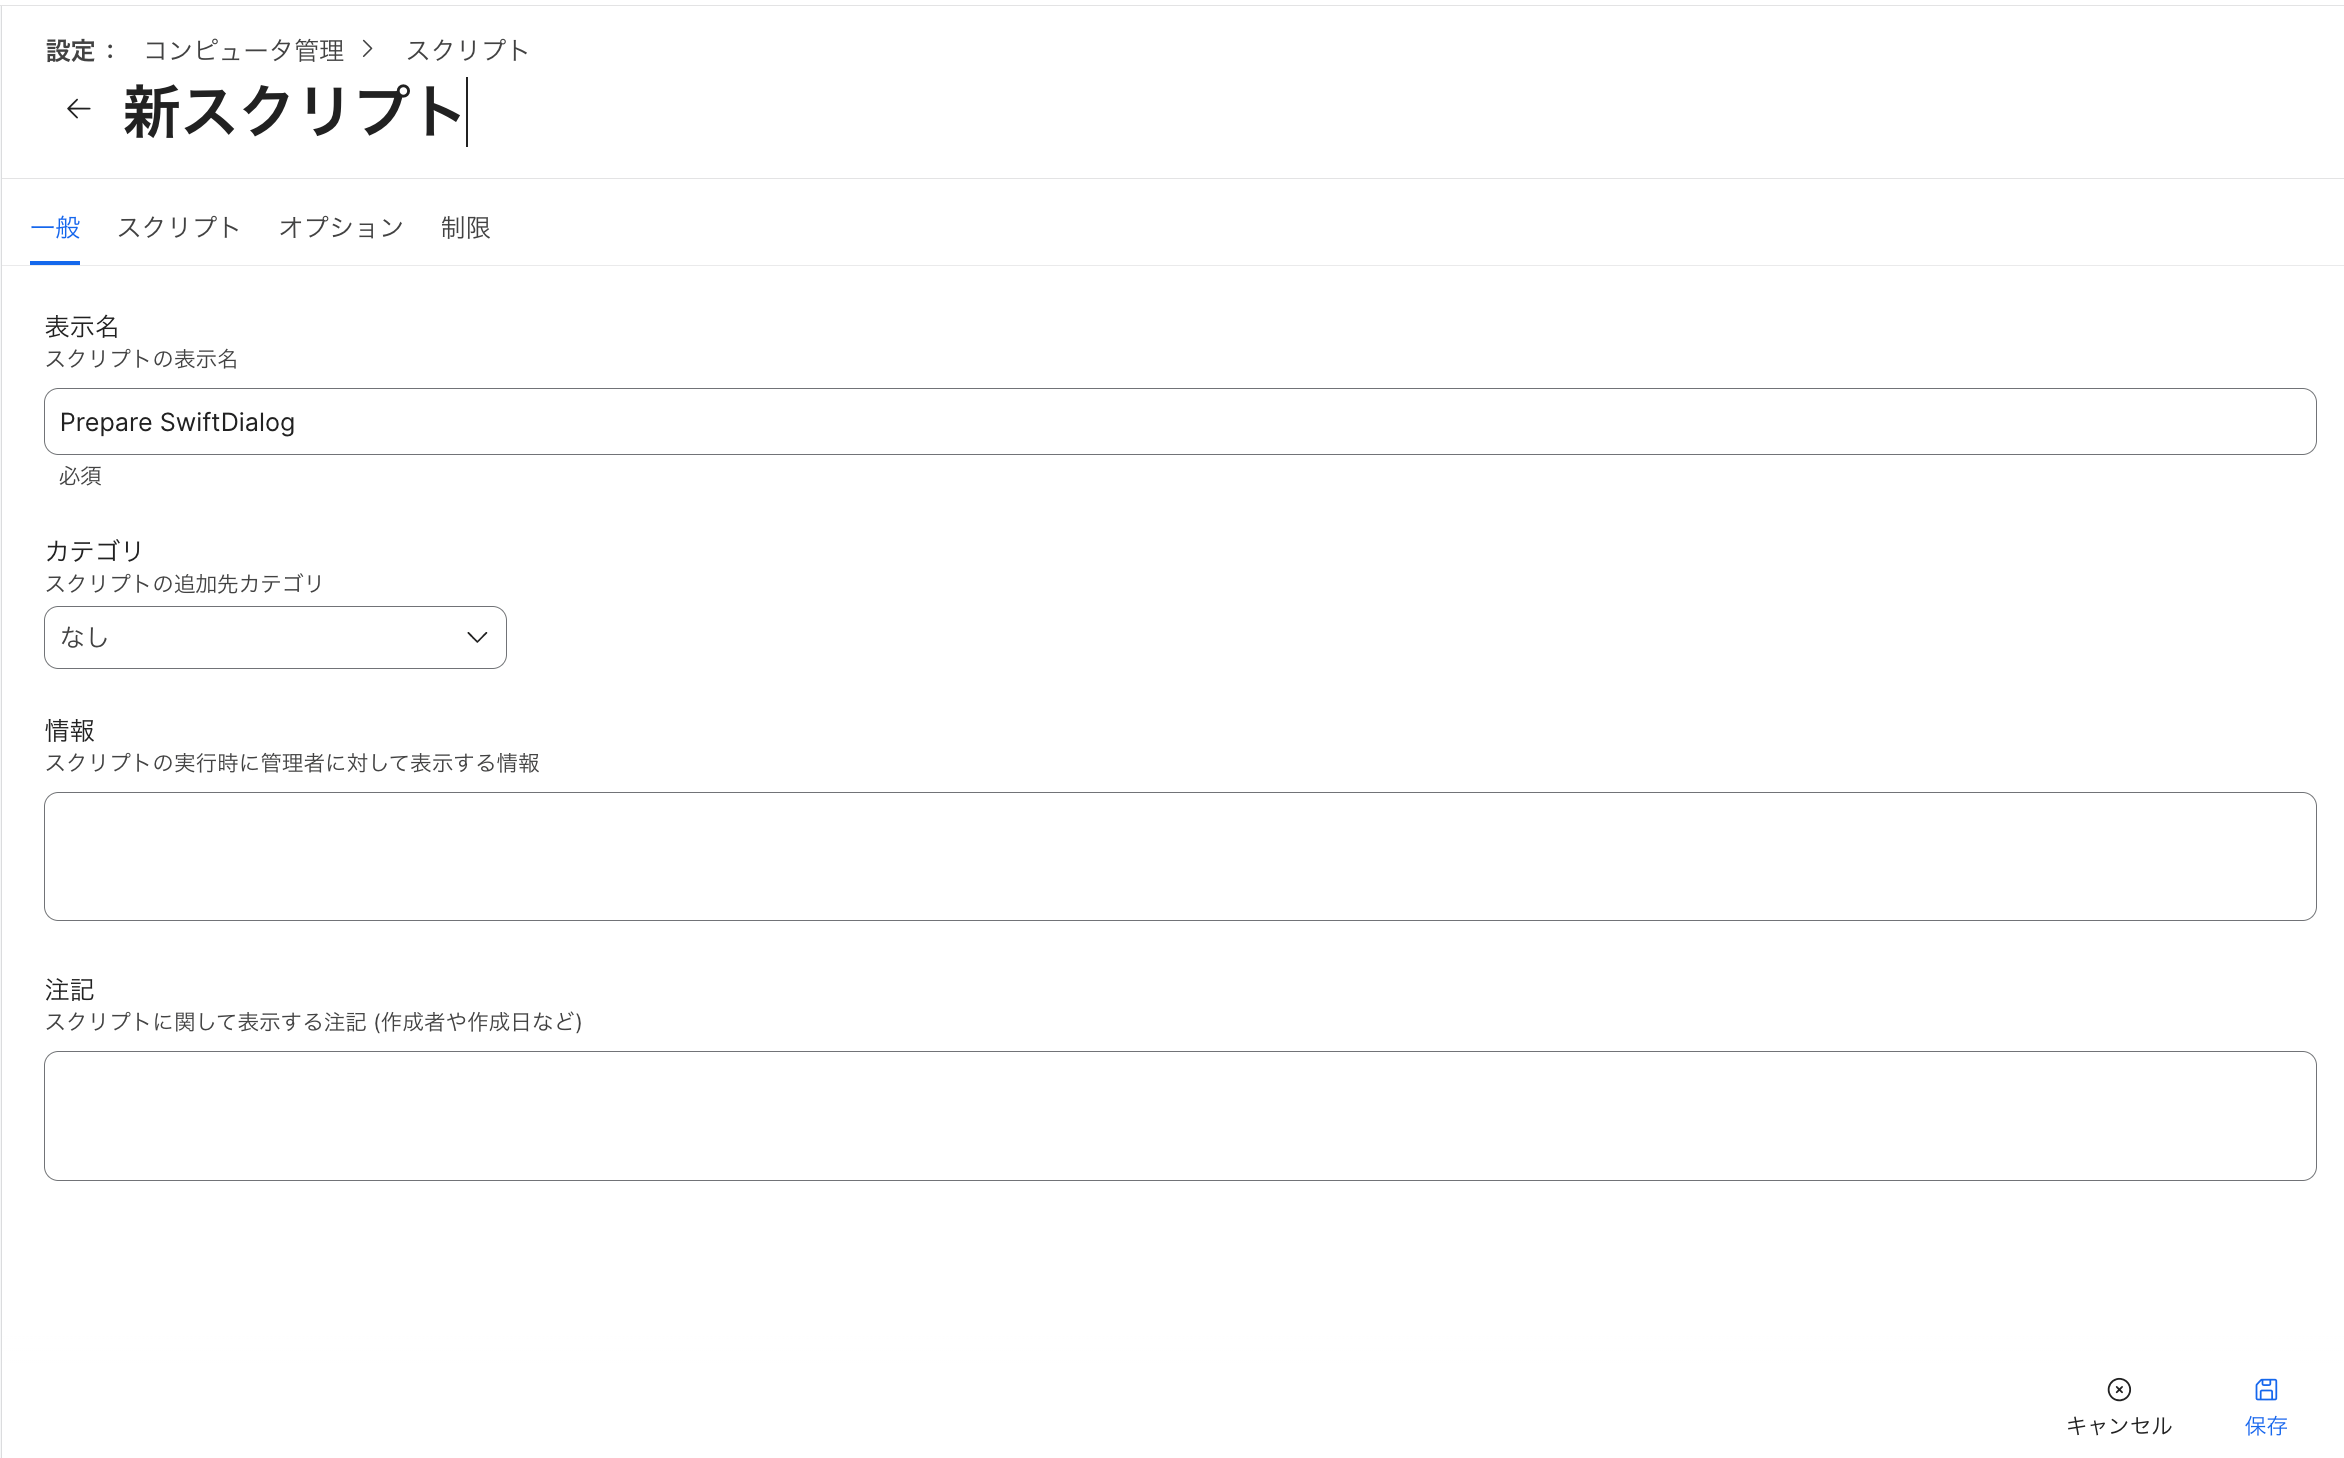 設定： コンピュータ管理 スクリプト
新スクリプト
一般 スクリプト オプション 制限
表示名
スクリプトの表示名
Prepare SwiftDialog
必須
カテゴリ
スクリプトの追加先カテゴリ
なし
情報
スクリプトの実行時に管理者に対して表示する情報
注記
スクリプトに関して表示する注記 (作成者や作成日など)
キャンセル 保存